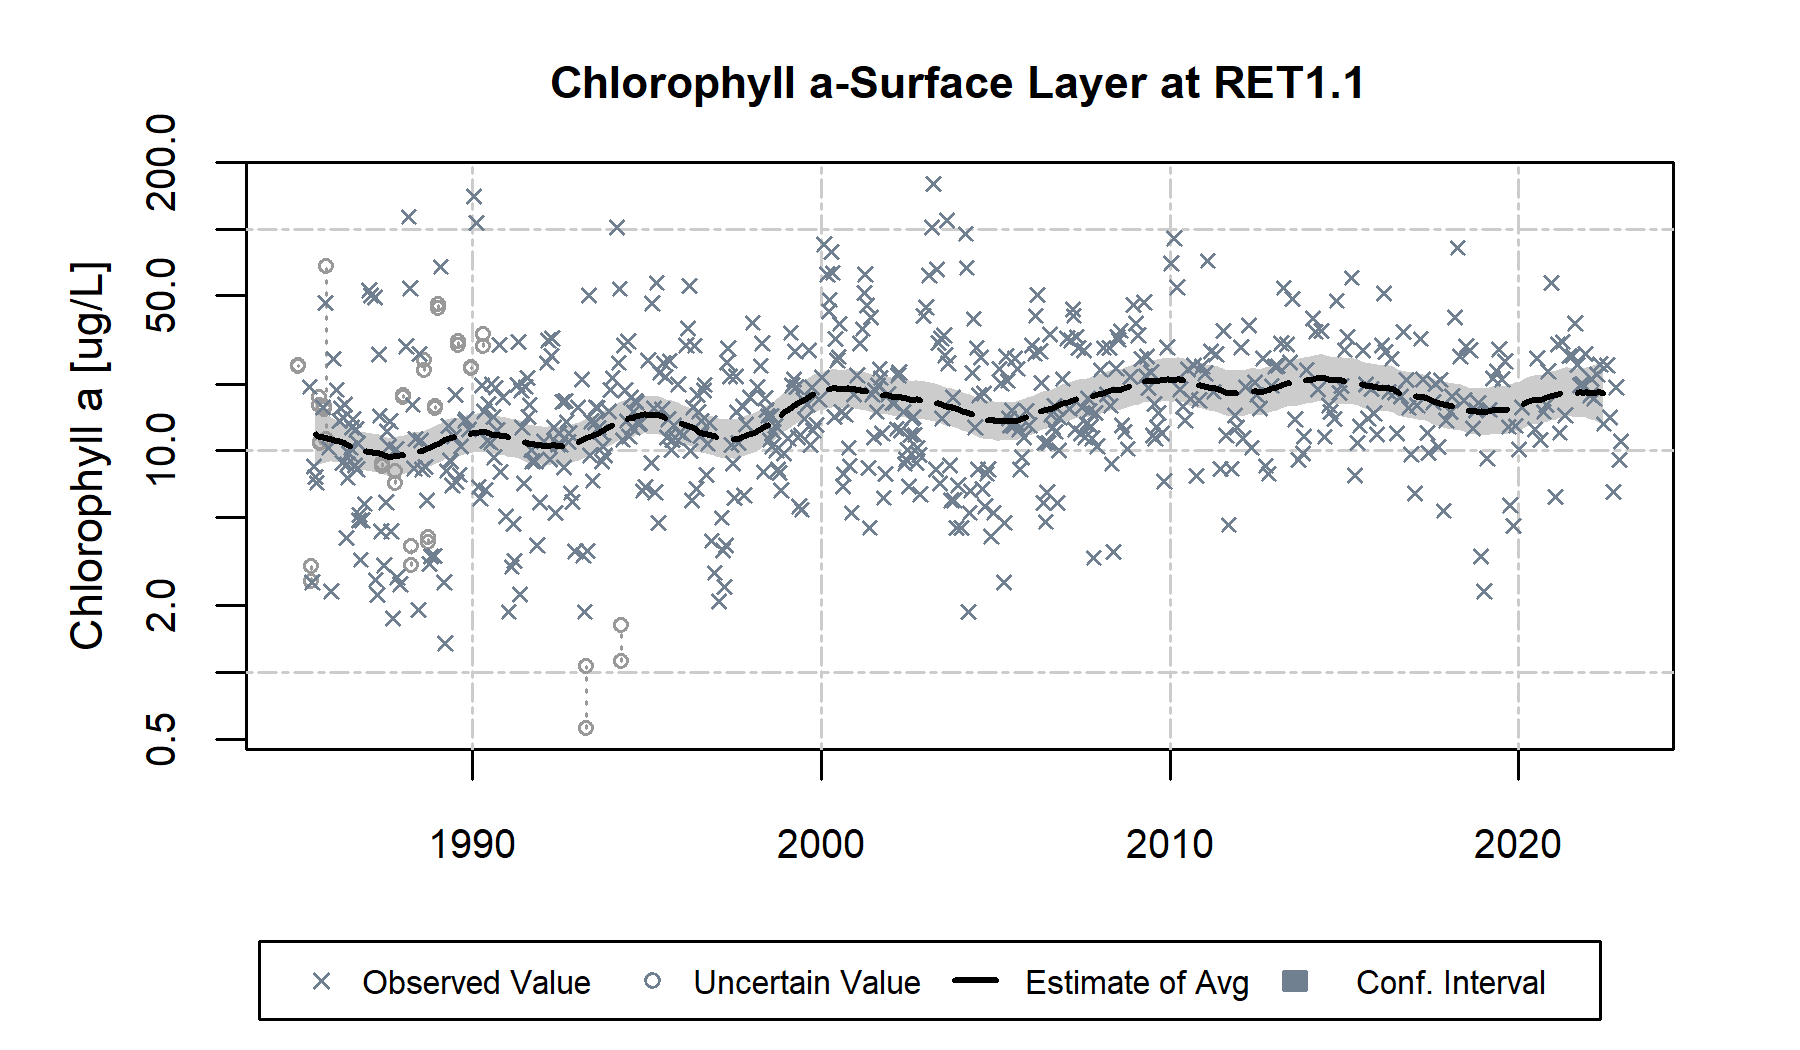 Chlorophyll a-Surface Layer at RET1.1
Chlorophyll a [ug/L]
200.0
50.0
10.0
2.0
0.5
1990 2000 2010 2020
Observed Value Uncertain Value Estimate of Avg Conf. Interval